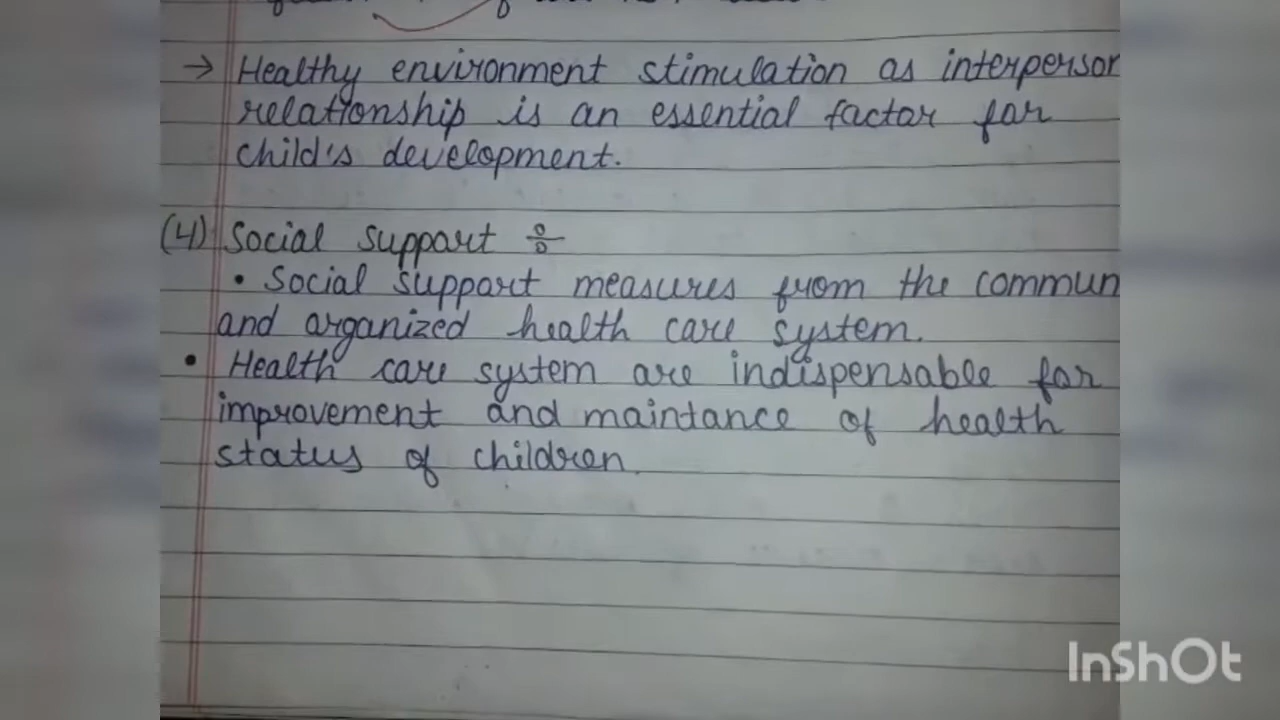 → Healthy environment stimulation as interperson
relationship is an essential factor for
child's development.
(4) Social support ÷
• Social support measures from the commun
and organized health care system.
• Health care system are indispensable for
improvement and maintance of health
status of children.
InShOt